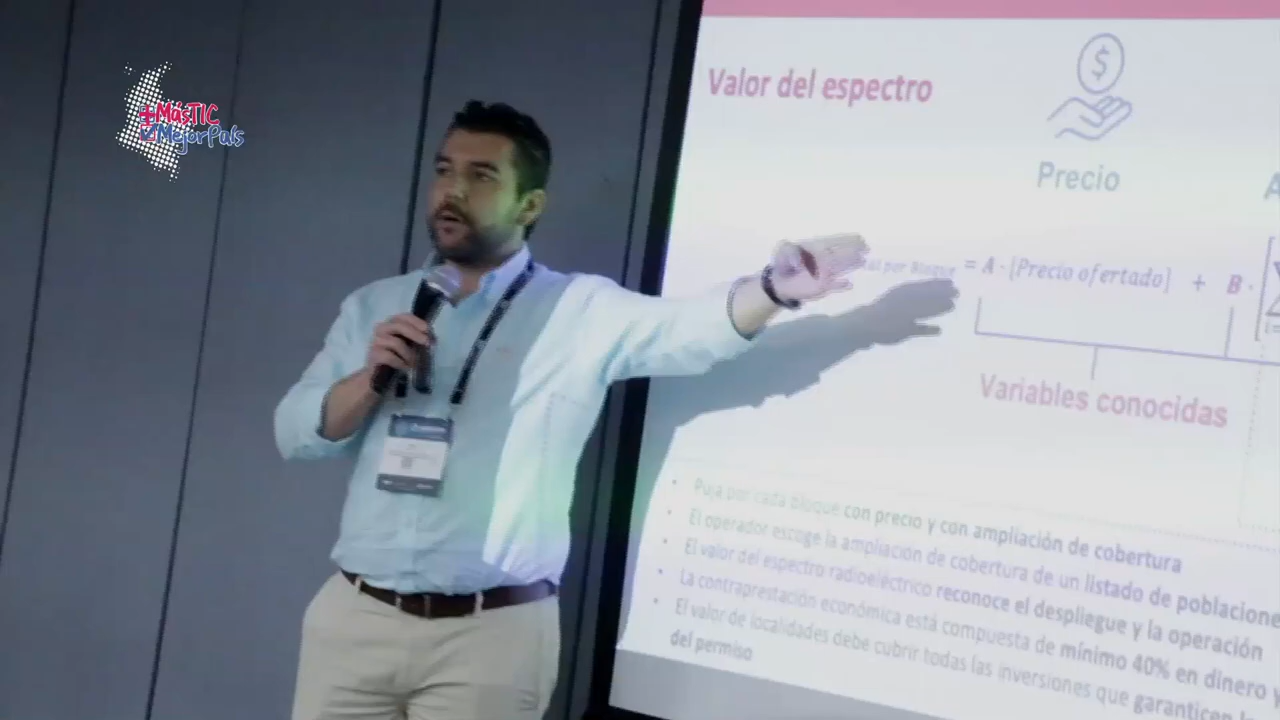 +MásTIC
MejorPaís
Valor del espectro
$
Precio
por Bloque = A · [Precio ofertado] + B ·
Variables conocidas
• Puja por cada bloque con precio y con ampliación de cobertura
• El operador escoge la ampliación de cobertura de un listado de poblacione
• El valor del espectro radioeléctrico reconoce el despliegue y la operación
• La contraprestación económica está compuesta de mínimo 40% en dinero y
• El valor de localidades debe cubrir todas las inversiones que garanticen
del permiso